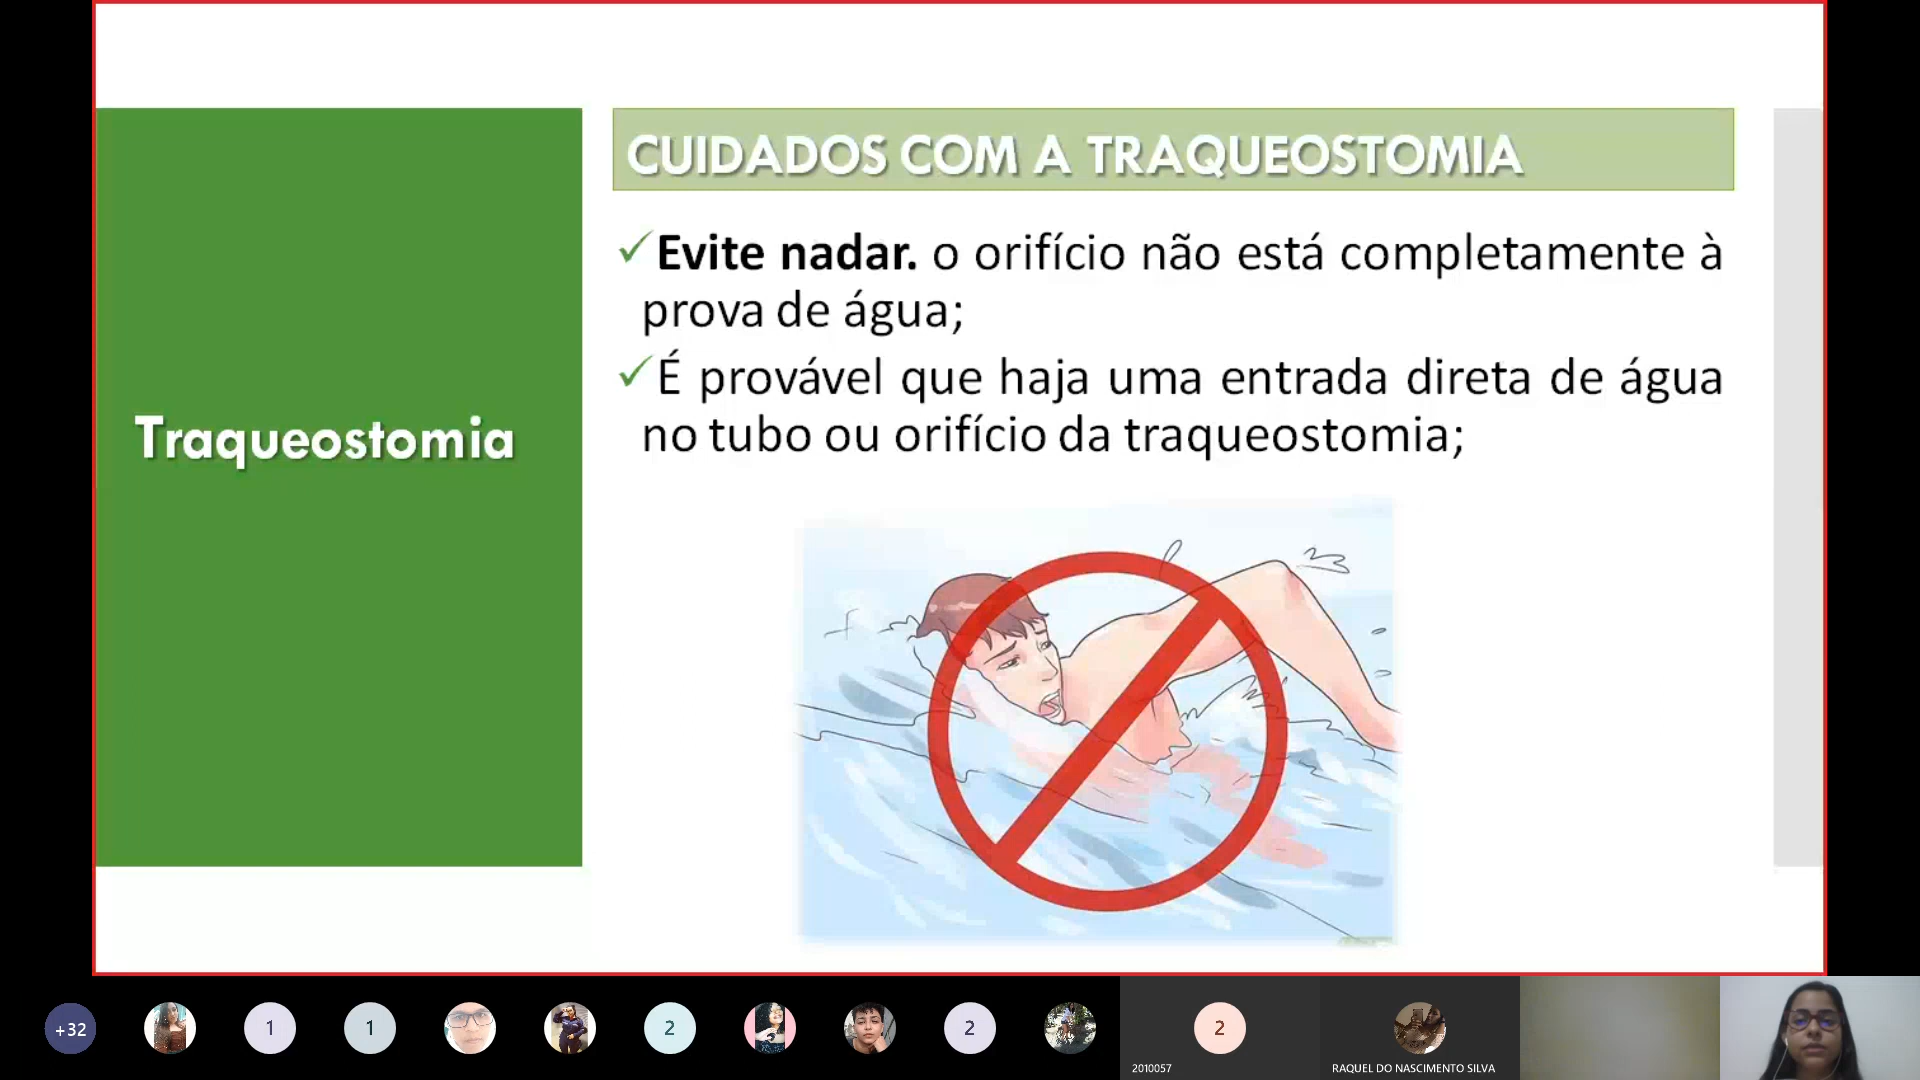 Traqueostomia
CUIDADOS COM A TRAQUEOSTOMIA
✓Evite nadar. o orifício não está completamente à
prova de água;
✓É provável que haja uma entrada direta de água
no tubo ou orifício da traqueostomia;
+32
1
1
2
2
2
2010057
RAQUEL DO NASCIMENTO SILVA